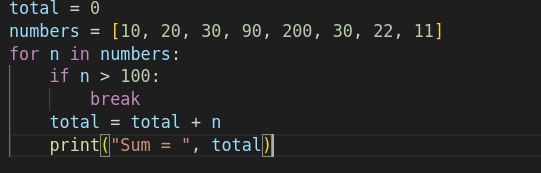 total = 0
numbers = [10, 20, 30, 90, 200, 30, 22, 11]
for n in numbers:
    if n > 100:
        break
    total = total + n
    print("Sum = ", total)